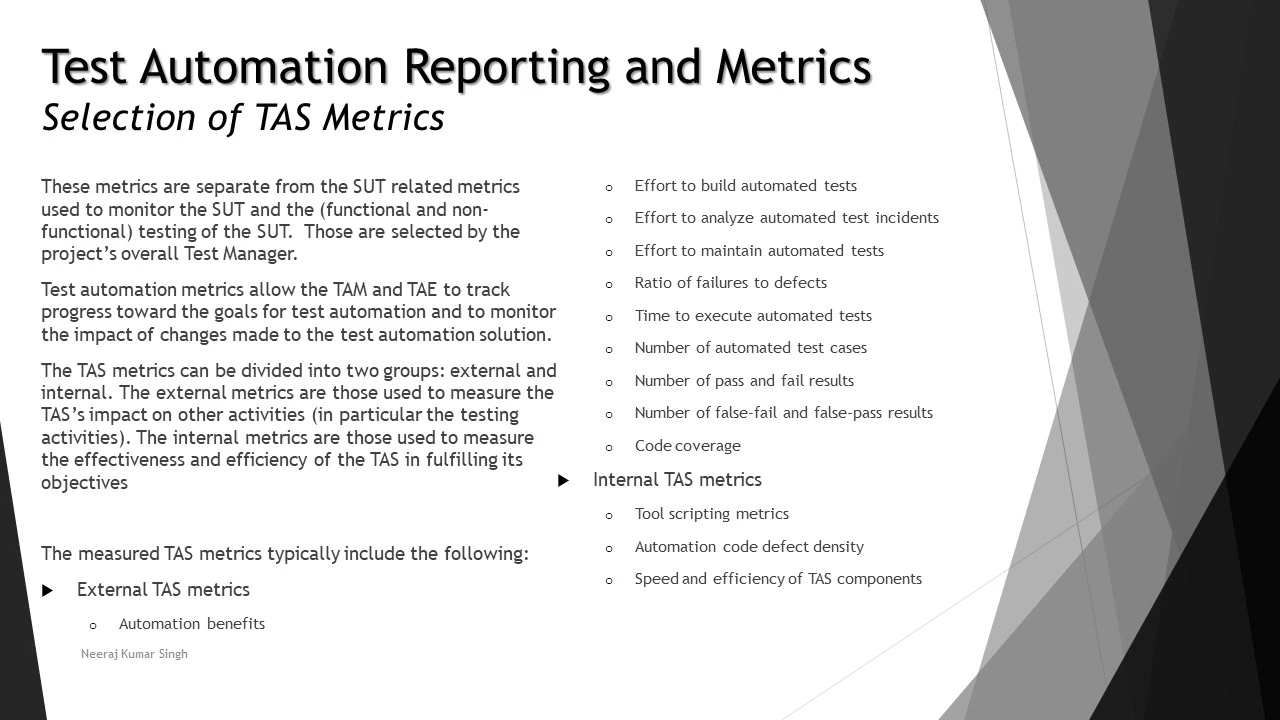 Test Automation Reporting and Metrics
Selection of TAS Metrics
These metrics are separate from the SUT related metrics
used to monitor the SUT and the (functional and non-
functional) testing of the SUT.  Those are selected by the
project’s overall Test Manager.
Test automation metrics allow the TAM and TAE to track
progress toward the goals for test automation and to monitor
the impact of changes made to the test automation solution.
The TAS metrics can be divided into two groups: external and
internal. The external metrics are those used to measure the
TAS’s impact on other activities (in particular the testing
activities). The internal metrics are those used to measure
the effectiveness and efficiency of the TAS in fulfilling its
objectives
The measured TAS metrics typically include the following:
External TAS metrics
Automation benefits
Effort to build automated tests
Effort to analyze automated test incidents
Effort to maintain automated tests
Ratio of failures to defects
Time to execute automated tests
Number of automated test cases
Number of pass and fail results
Number of false-fail and false-pass results
Code coverage
Internal TAS metrics
Tool scripting metrics
Automation code defect density
Speed and efficiency of TAS components
Neeraj Kumar Singh